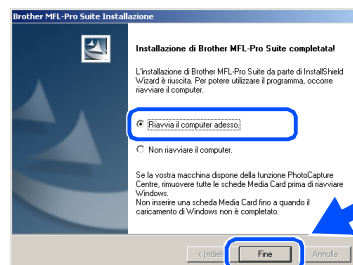 Brother MFL-Pro Suite Installazione
Installazione di Brother MFL-Pro Suite completata!
L'installazione di Brother MFL-Pro Suite da parte di InstallShield
Wizard è riuscita. Per potere utilizzare il programma, occorre
riavviare il computer.
Riavvia il computer adesso.
Non riavviare il computer.
Se la vostra macchina dispone della funzione PhotoCapture
Centre, rimuovere tutte le schede Media Card prima di riavviare
Windows.
Non inserire una scheda Media Card fino a quando il
caricamento di Windows non è completato.
< Indiet
Fine
Annulla